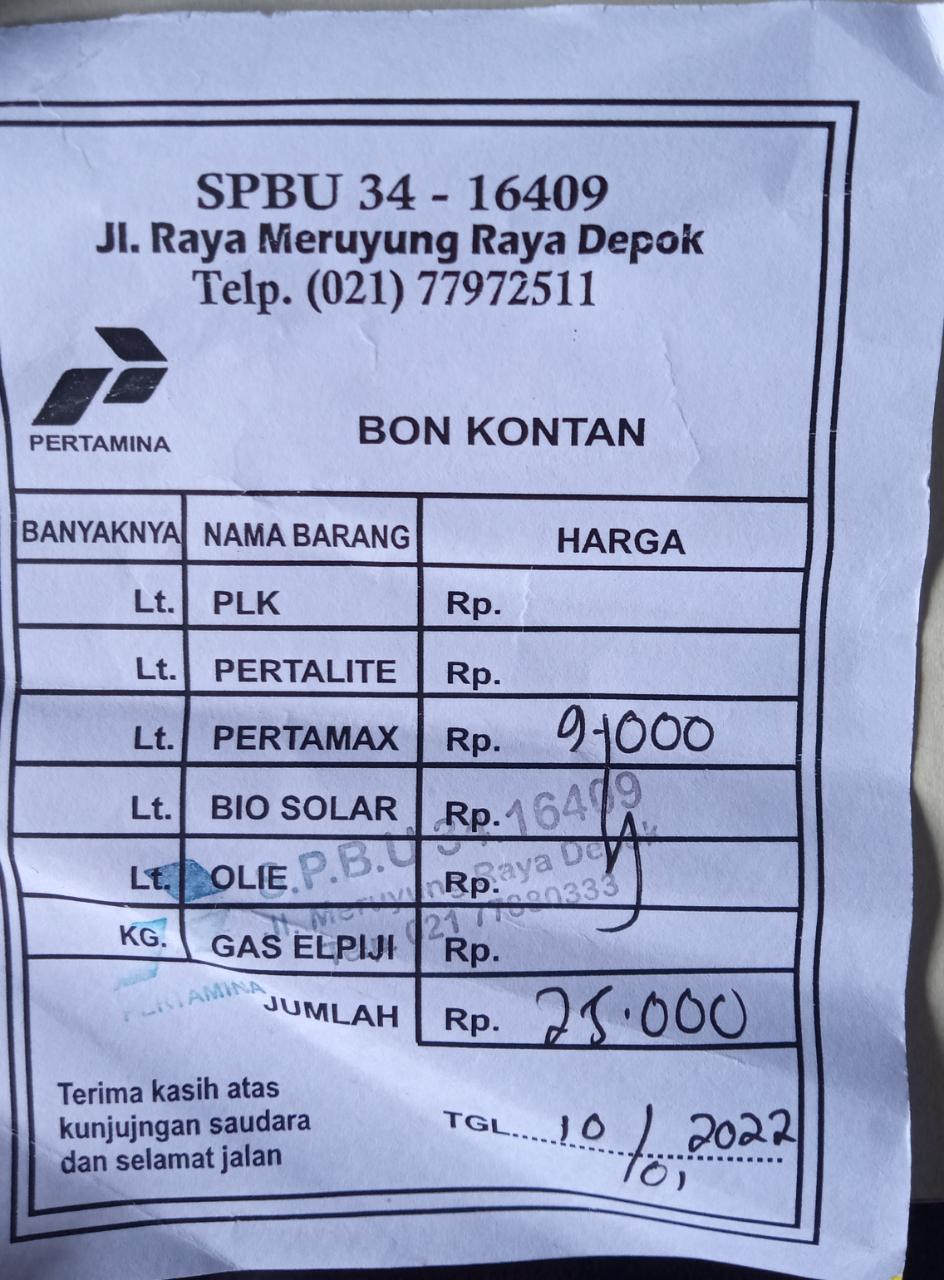 SPBU 34 - 16409
Jl. Raya Meruyung Raya Depok
Telp. (021) 77972511
PERTAMINA
BON KONTAN
BANYAKNYA NAMA BARANG HARGA
Lt. PLK Rp.
Lt. PERTALITE Rp.
Lt. PERTAMAX Rp. 9000
Lt. BIO SOLAR Rp.
Lt. OLIE Rp.
KG. GAS ELPIJI Rp.
S.P.B.U 34 16409
Jl. Meruyung Raya Depok
021 77880333
PERTAMINA
JUMLAH Rp. 25.000
Terima kasih atas
kunjujngan saudara
dan selamat jalan
TGL...... 10/01 2022